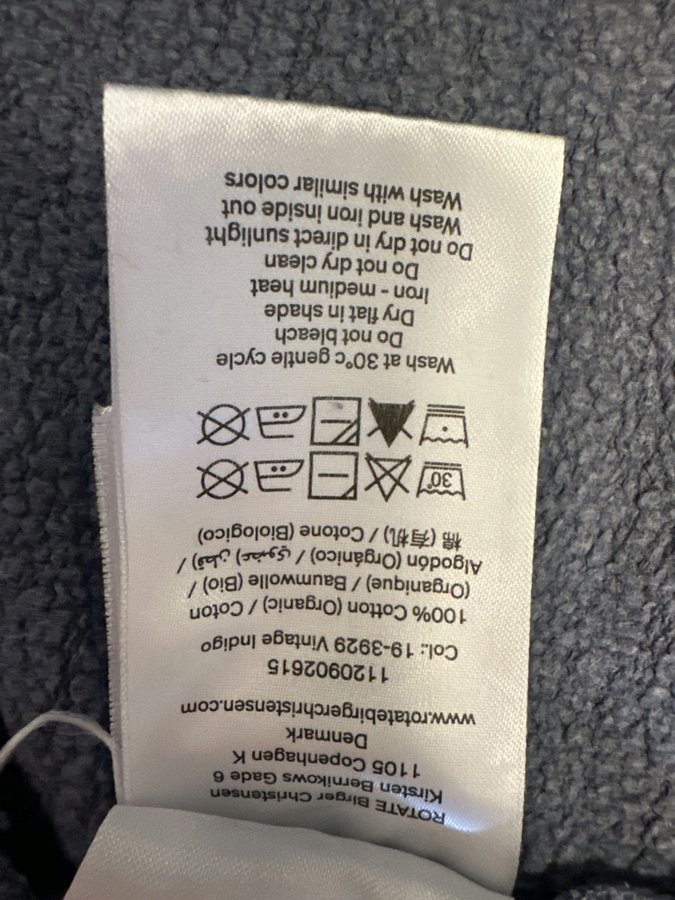 ROTATE Birger Christensen
Kirsten Bernikows Gade 6
1105 Copenhagen K
Denmark
www.rotatebirgerchristensen.com
1120902615
Col.: 19-3929 Vintage Indigo
100% Cotton (Organic) / Coton
(Organique) / Baumwolle (Bio) /
Algodón (Orgánico) / قطن (عضوي) /
棉 (有机) / Cotone (Biologico)
30°
Wash at 30°c gentle cycle
Do not bleach
Dry flat in shade
Iron - medium heat
Do not dry clean
Do not dry in direct sunlight
Wash and iron inside out
Wash with similar colors